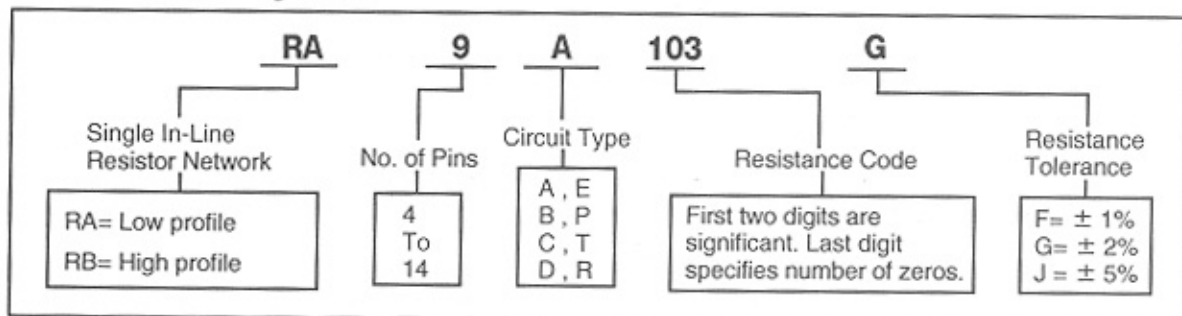 RA 9 A 103 G
Single In-Line
Resistor Network
No. of Pins
Circuit Type
Resistance Code
Resistance
Tolerance
RA= Low profile
RB= High profile
4
To
14
A , E
B , P
C , T
D , R
First two digits are
significant. Last digit
specifies number of zeros.
F= ± 1%
G= ± 2%
J = ± 5%